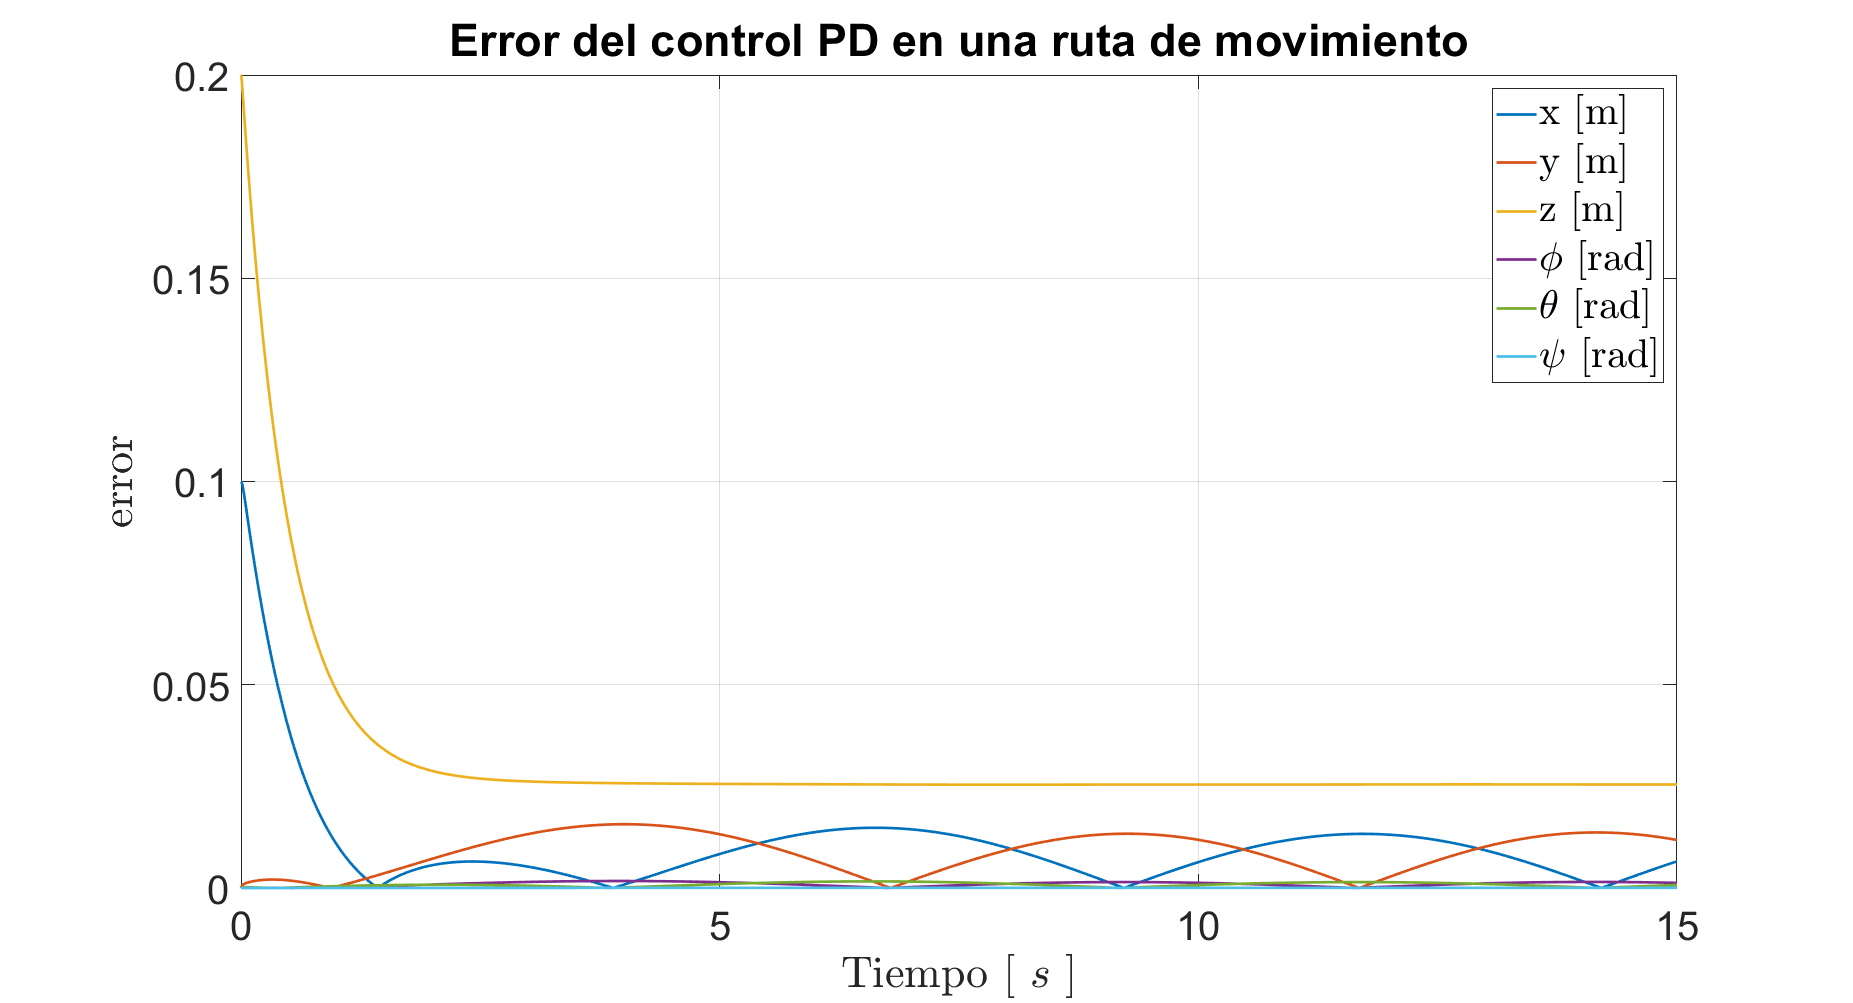 Error del control PD en una ruta de movimiento
0.2
0.15
0.1
0.05
0
error
x [m]
y [m]
z [m]
ϕ [rad]
θ [rad]
ψ [rad]
0 5 10 15
Tiempo [ s ]